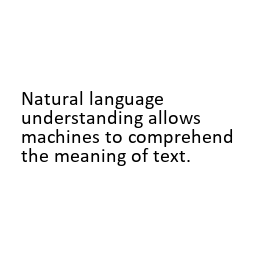 Natural language
understanding allows
machines to comprehend
the meaning of text.